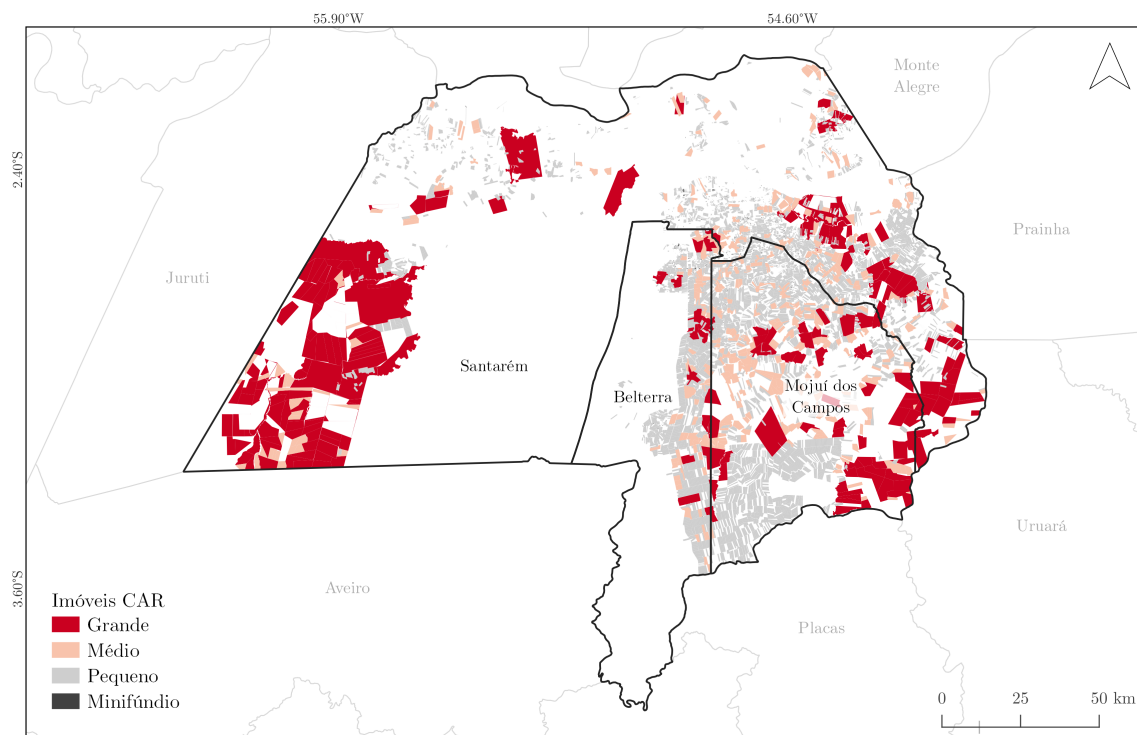 55.90°W
54.60°W
Monte
Alegre
2.40°S
Prainha
Juruti
Santarém
Mojuí dos
Campos
Belterra
Uruará
3.60°S
Aveiro
Placas
Imóveis CAR
Grande
Médio
Pequeno
Minifúndio
0 25 50 km